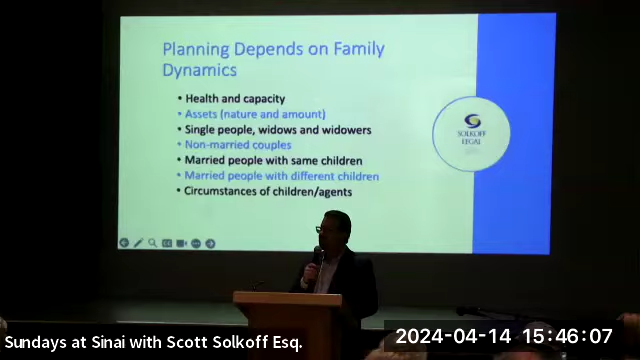 Planning Depends on Family
Dynamics
• Health and capacity
• Assets (nature and amount)
• Single people, widows and widowers
• Non-married couples
• Married people with same children
• Married people with different children
• Circumstances of children/agents
SOLKOFF
LEGAL
Sundays at Sinai with Scott Solkoff Esq.
2024-04-14 15:46:07